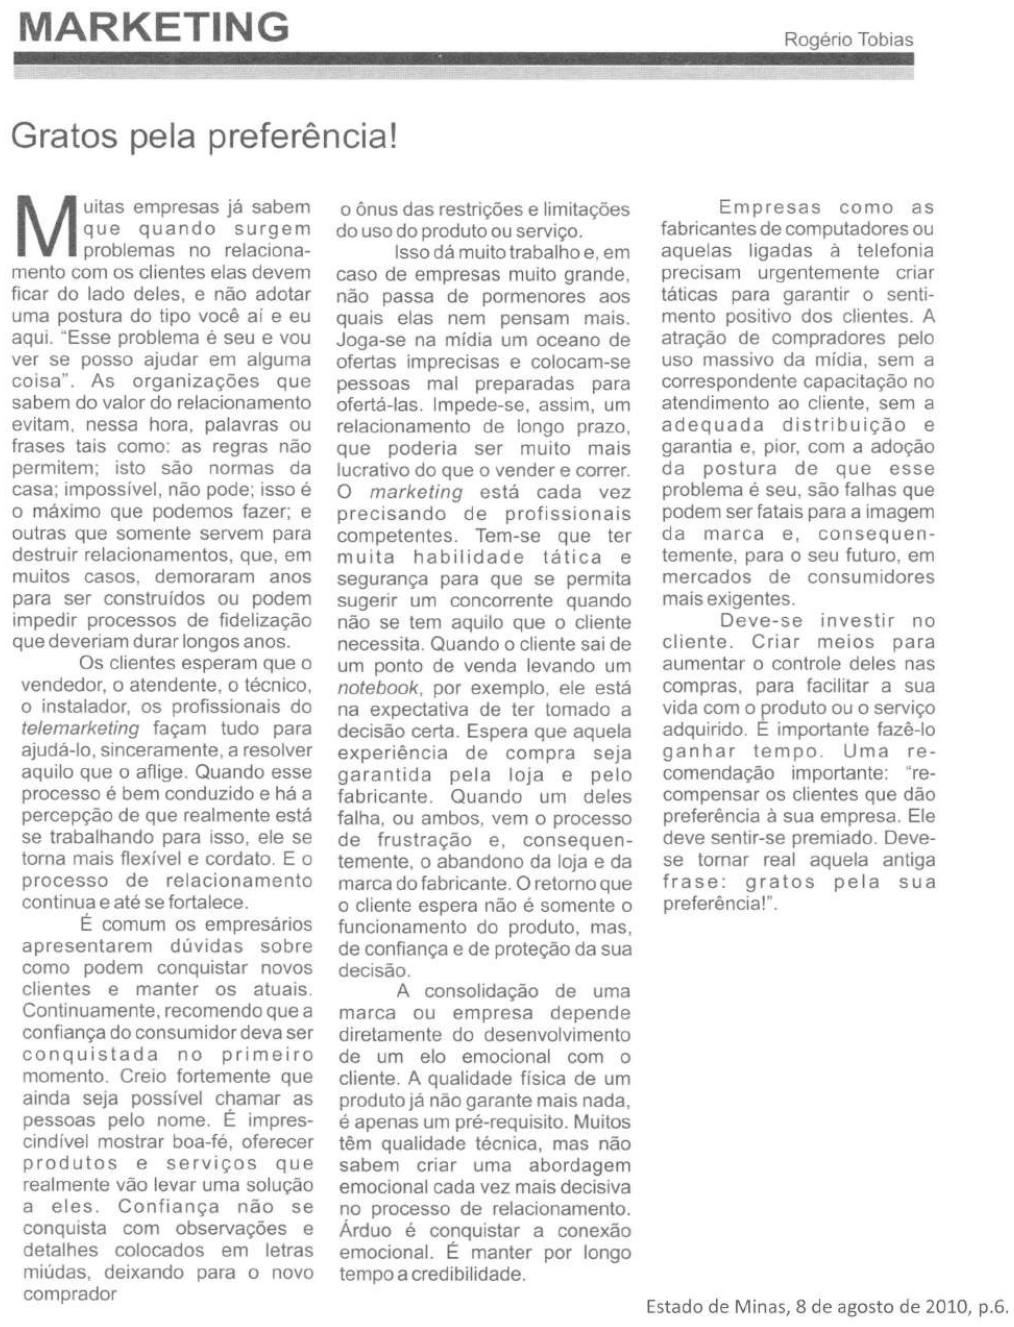 MARKETING
Rogério Tobias
Gratos pela preferência!
Muitas empresas já sabem
que quando surgem
problemas no relaciona-
mento com os clientes elas devem
ficar do lado deles, e não adotar
uma postura do tipo você aí e eu
aqui. "Esse problema é seu e vou
ver se posso ajudar em alguma
coisa". As organizações que
sabem do valor do relacionamento
evitam, nessa hora, palavras ou
frases tais como: as regras não
permitem; isto são normas da
casa; impossível, não pode; isso é
o máximo que podemos fazer; e
outras que somente servem para
destruir relacionamentos, que, em
muitos casos, demoraram anos
para ser construídos ou podem
impedir processos de fidelização
que deveriam durar longos anos.
Os clientes esperam que o
vendedor, o atendente, o técnico,
o instalador, os profissionais do
telemarketing façam tudo para
ajudá-lo, sinceramente, a resolver
aquilo que o aflige. Quando esse
processo é bem conduzido e há a
percepção de que realmente está
se trabalhando para isso, ele se
torna mais flexível e cordato. E o
processo de relacionamento
continua e até se fortalece.
É comum os empresários
apresentarem dúvidas sobre
como podem conquistar novos
clientes e manter os atuais.
Continuamente, recomendo que a
confiança do consumidor deva ser
conquistada no primeiro
momento. Creio fortemente que
ainda seja possível chamar as
pessoas pelo nome. É impres-
cindível mostrar boa-fé, oferecer
produtos e serviços que
realmente vão levar uma solução
a eles. Confiança não se
conquista com observações e
detalhes colocados em letras
miúdas, deixando para o novo
comprador
o ônus das restrições e limitações
do uso do produto ou serviço.
Isso dá muito trabalho e, em
caso de empresas muito grande,
não passa de pormenores aos
quais elas nem pensam mais.
Joga-se na mídia um oceano de
ofertas imprecisas e colocam-se
pessoas mal preparadas para
ofertá-las. Impede-se, assim, um
relacionamento de longo prazo,
que poderia ser muito mais
lucrativo do que o vender e correr.
O marketing está cada vez
precisando de profissionais
competentes. Tem-se que ter
muita habilidade tática e
segurança para que se permita
sugerir um concorrente quando
não se tem aquilo que o cliente
necessita. Quando o cliente sai de
um ponto de venda levando um
notebook, por exemplo, ele está
na expectativa de ter tomado a
decisão certa. Espera que aquela
experiência de compra seja
garantida pela loja e pelo
fabricante. Quando um deles
falha, ou ambos, vem o processo
de frustração e, consequen-
temente, o abandono da loja e da
marca do fabricante. O retorno que
o cliente espera não é somente o
funcionamento do produto, mas,
de confiança e de proteção da sua
decisão.
A consolidação de uma
marca ou empresa depende
diretamente do desenvolvimento
de um elo emocional com o
cliente. A qualidade física de um
produto já não garante mais nada,
é apenas um pré-requisito. Muitos
têm qualidade técnica, mas não
sabem criar uma abordagem
emocional cada vez mais decisiva
no processo de relacionamento.
Árduo é conquistar a conexão
emocional. É manter por longo
tempo a credibilidade.
Empresas como as
fabricantes de computadores ou
aquelas ligadas à telefonia
precisam urgentemente criar
táticas para garantir o senti-
mento positivo dos clientes. A
atração de compradores pelo
uso massivo da mídia, sem a
correspondente capacitação no
atendimento ao cliente, sem a
adequada distribuição e
garantia e, pior, com a adoção
da postura de que esse
problema é seu, são falhas que
podem ser fatais para a imagem
da marca e, consequen-
temente, para o seu futuro, em
mercados de consumidores
mais exigentes.
Deve-se investir no
cliente. Criar meios para
aumentar o controle deles nas
compras, para facilitar a sua
vida com o produto ou o serviço
adquirido. É importante fazê-lo
ganhar tempo. Uma re-
comendação importante: "re-
compensar os clientes que dão
preferência à sua empresa. Ele
deve sentir-se premiado. Deve-
se tornar real aquela antiga
frase: gratos pela sua
preferência!".
Estado de Minas, 8 de agosto de 2010, p.6.